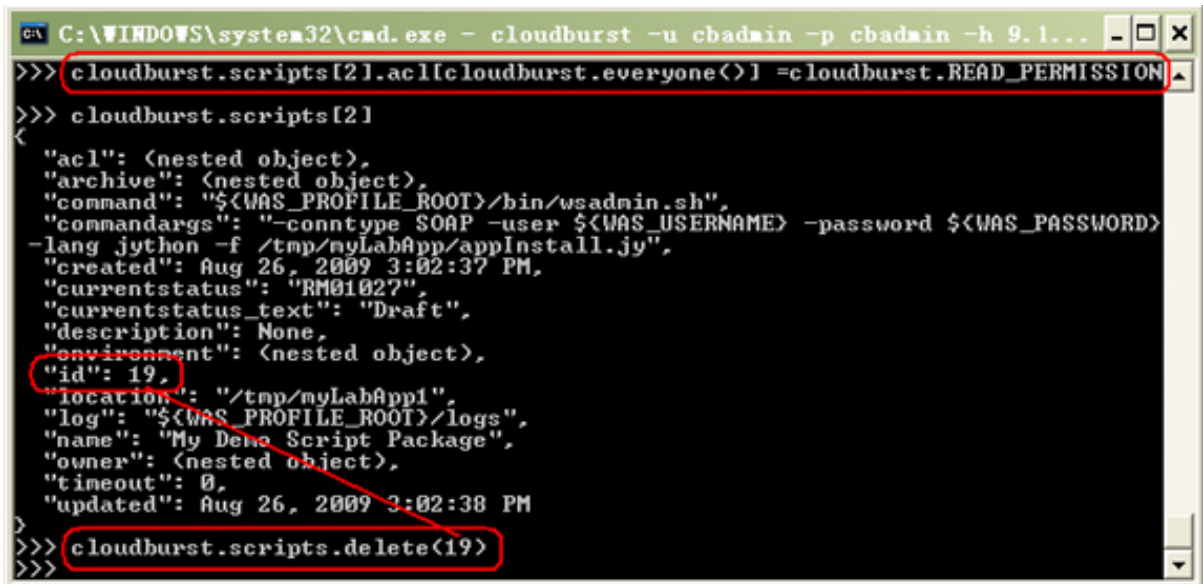 C:\WINDOWS\system32\cmd.exe - cloudburst -u cbadmin -p cbadmin -h 9.1...
>>> cloudburst.scripts[2].acl[cloudburst.everyone()] =cloudburst.READ_PERMISSION
>>> cloudburst.scripts[2]
{
"acl": (nested object),
"archive": (nested object),
"command": "${WAS_PROFILE_ROOT}/bin/wsadmin.sh",
"commandargs": "-conntype SOAP -user ${WAS_USERNAME} -password ${WAS_PASSWORD}
-lang jython -f /tmp/myLabApp/appInstall.jy",
"created": Aug 26, 2009 3:02:37 PM,
"currentstatus": "RM01027",
"currentstatus_text": "Draft",
"description": None,
"environment": (nested object),
"id": 19,
"location": "/tmp/myLabApp1",
"log": "${WAS_PROFILE_ROOT}/logs",
"name": "My Demo Script Package",
"owner": (nested object),
"timeout": 0,
"updated": Aug 26, 2009 3:02:38 PM
}
>>> cloudburst.scripts.delete(19)
>>>